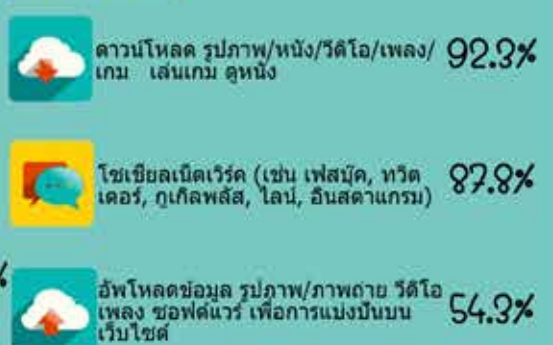 ดาวน์โหลด รูปภาพ/หนัง/วีดิโอ/เพลง/ 92.3%
เกม เล่นเกม ดูหนัง
โซเชียลเน็ตเวิร์ค (เช่น เฟสบุ๊ค, ทวิต 87.8%
เตอร์, กูเกิลพลัส, ไลน์, อินสตาแกรม)
%
อัพโหลดข้อมูล รูปภาพ/ภาพถ่าย วีดิโอ 54.3%
เพลง ซอฟต์แวร์ เพื่อการแบ่งปันบน
เว็บไซต์